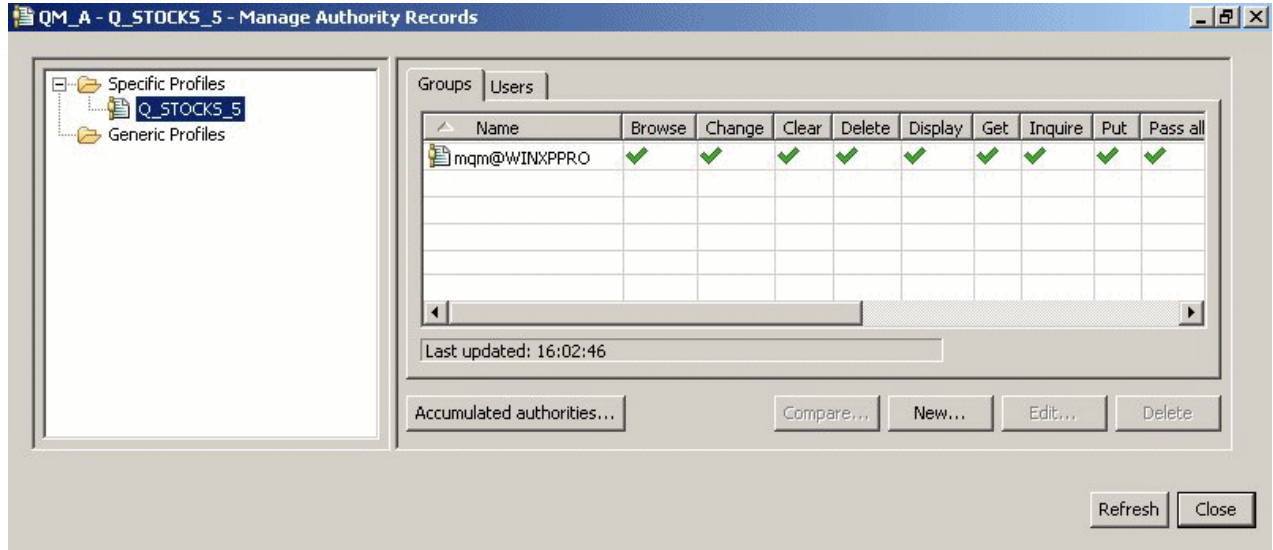 QM_A - Q_STOCKS_5 - Manage Authority Records
Specific Profiles
Q_STOCKS_5
Generic Profiles
Groups Users
Name Browse Change Clear Delete Display Get Inquire Put Pass all
mqm@WINXPPRO
Last updated: 16:02:46
Accumulated authorities... Compare... New... Edit... Delete
Refresh Close